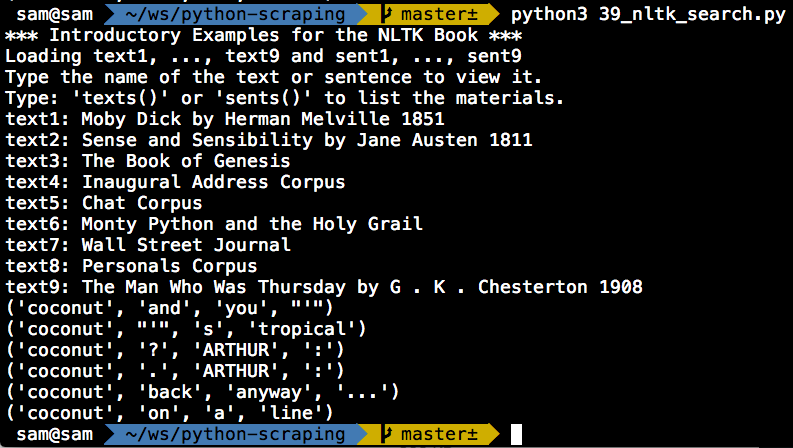 sam@sam ~/ws/python-scraping master± python3 39_nltk_search.py
*** Introductory Examples for the NLTK Book ***
Loading text1, ..., text9 and sent1, ..., sent9
Type the name of the text or sentence to view it.
Type: 'texts()' or 'sents()' to list the materials.
text1: Moby Dick by Herman Melville 1851
text2: Sense and Sensibility by Jane Austen 1811
text3: The Book of Genesis
text4: Inaugural Address Corpus
text5: Chat Corpus
text6: Monty Python and the Holy Grail
text7: Wall Street Journal
text8: Personals Corpus
text9: The Man Who Was Thursday by G . K . Chesterton 1908
('coconut', 'and', 'you', "'")
('coconut', "'", 's', 'tropical')
('coconut', '?', 'ARTHUR', ':')
('coconut', '.', 'ARTHUR', ':')
('coconut', 'back', 'anyway', '...')
('coconut', 'on', 'a', 'line')
sam@sam ~/ws/python-scraping master±